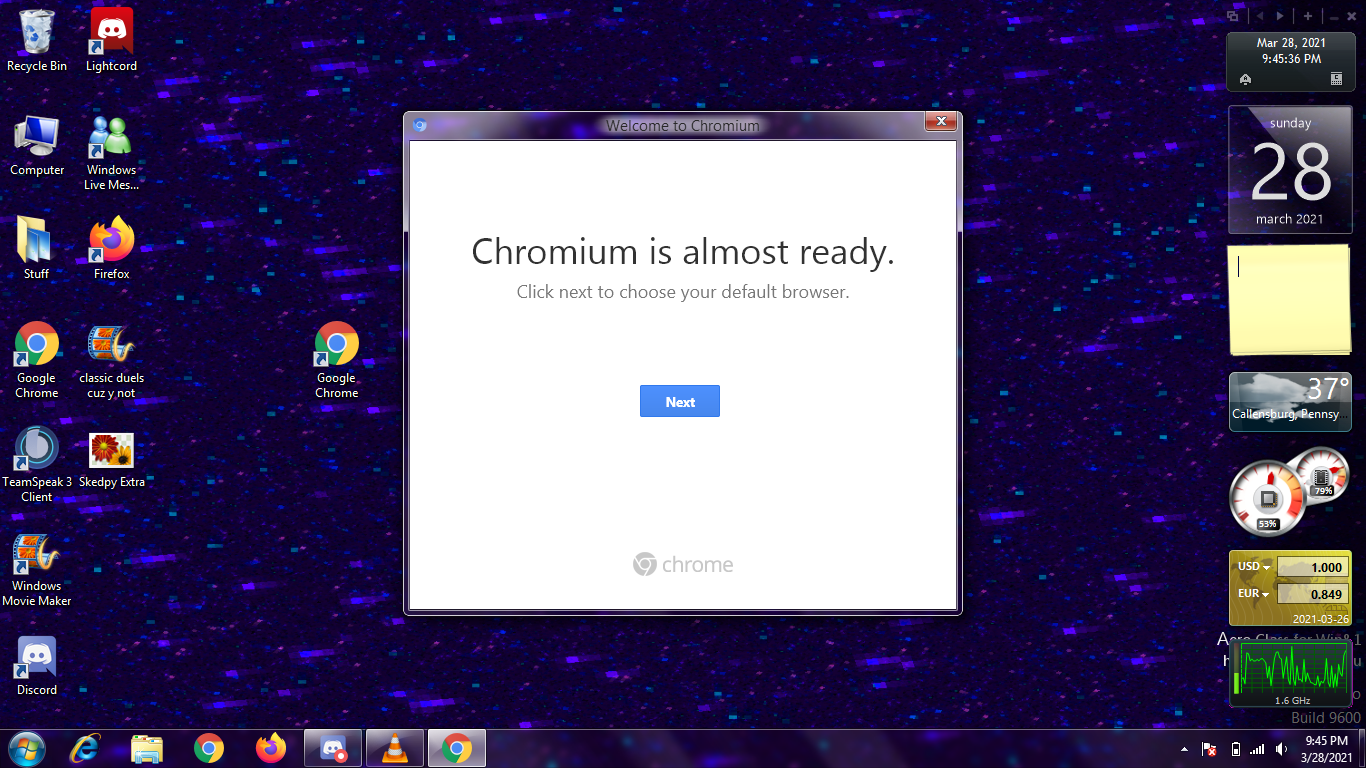 Recycle Bin
Lightcord
Computer
Windows
Live Mes...
Stuff
Firefox
Google
Chrome
classic duels
cuz y not
Google
Chrome
TeamSpeak 3
Client
Skedpy Extra
Windows
Movie Maker
Discord
Welcome to Chromium
Chromium is almost ready.
Click next to choose your default browser.
Next
chrome
Mar 28, 2021
9:45:36 PM
sunday
28
march 2021
37°
Callensburg, Pennsy...
79%
53%
USD
1.000
EUR
0.849
2021-03-26
Aero Glass for Win8.1
1.6 GHz
Build 9600
9:45 PM
3/28/2021